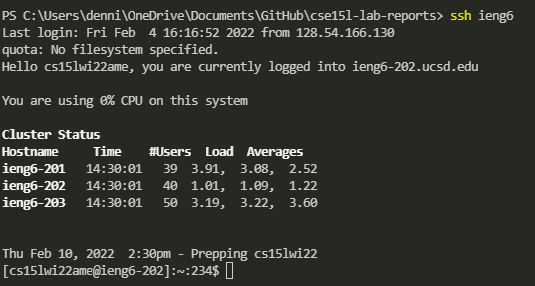 PS C:\Users\denni\OneDrive\Documents\GitHub\cse15l-lab-reports> ssh ieng6
Last login: Fri Feb  4 16:16:52 2022 from 128.54.166.130
quota: No filesystem specified.
Hello cs15lwi22ame, you are currently logged into ieng6-202.ucsd.edu
You are using 0% CPU on this system
Cluster Status
Hostname     Time    #Users  Load  Averages
ieng6-201   14:30:01   39  3.91,  3.08,  2.52
ieng6-202   14:30:01   40  1.01,  1.09,  1.22
ieng6-203   14:30:01   50  3.19,  3.22,  3.60
Thu Feb 10, 2022  2:30pm - Prepping cs15lwi22
[cs15lwi22ame@ieng6-202]:~:234$